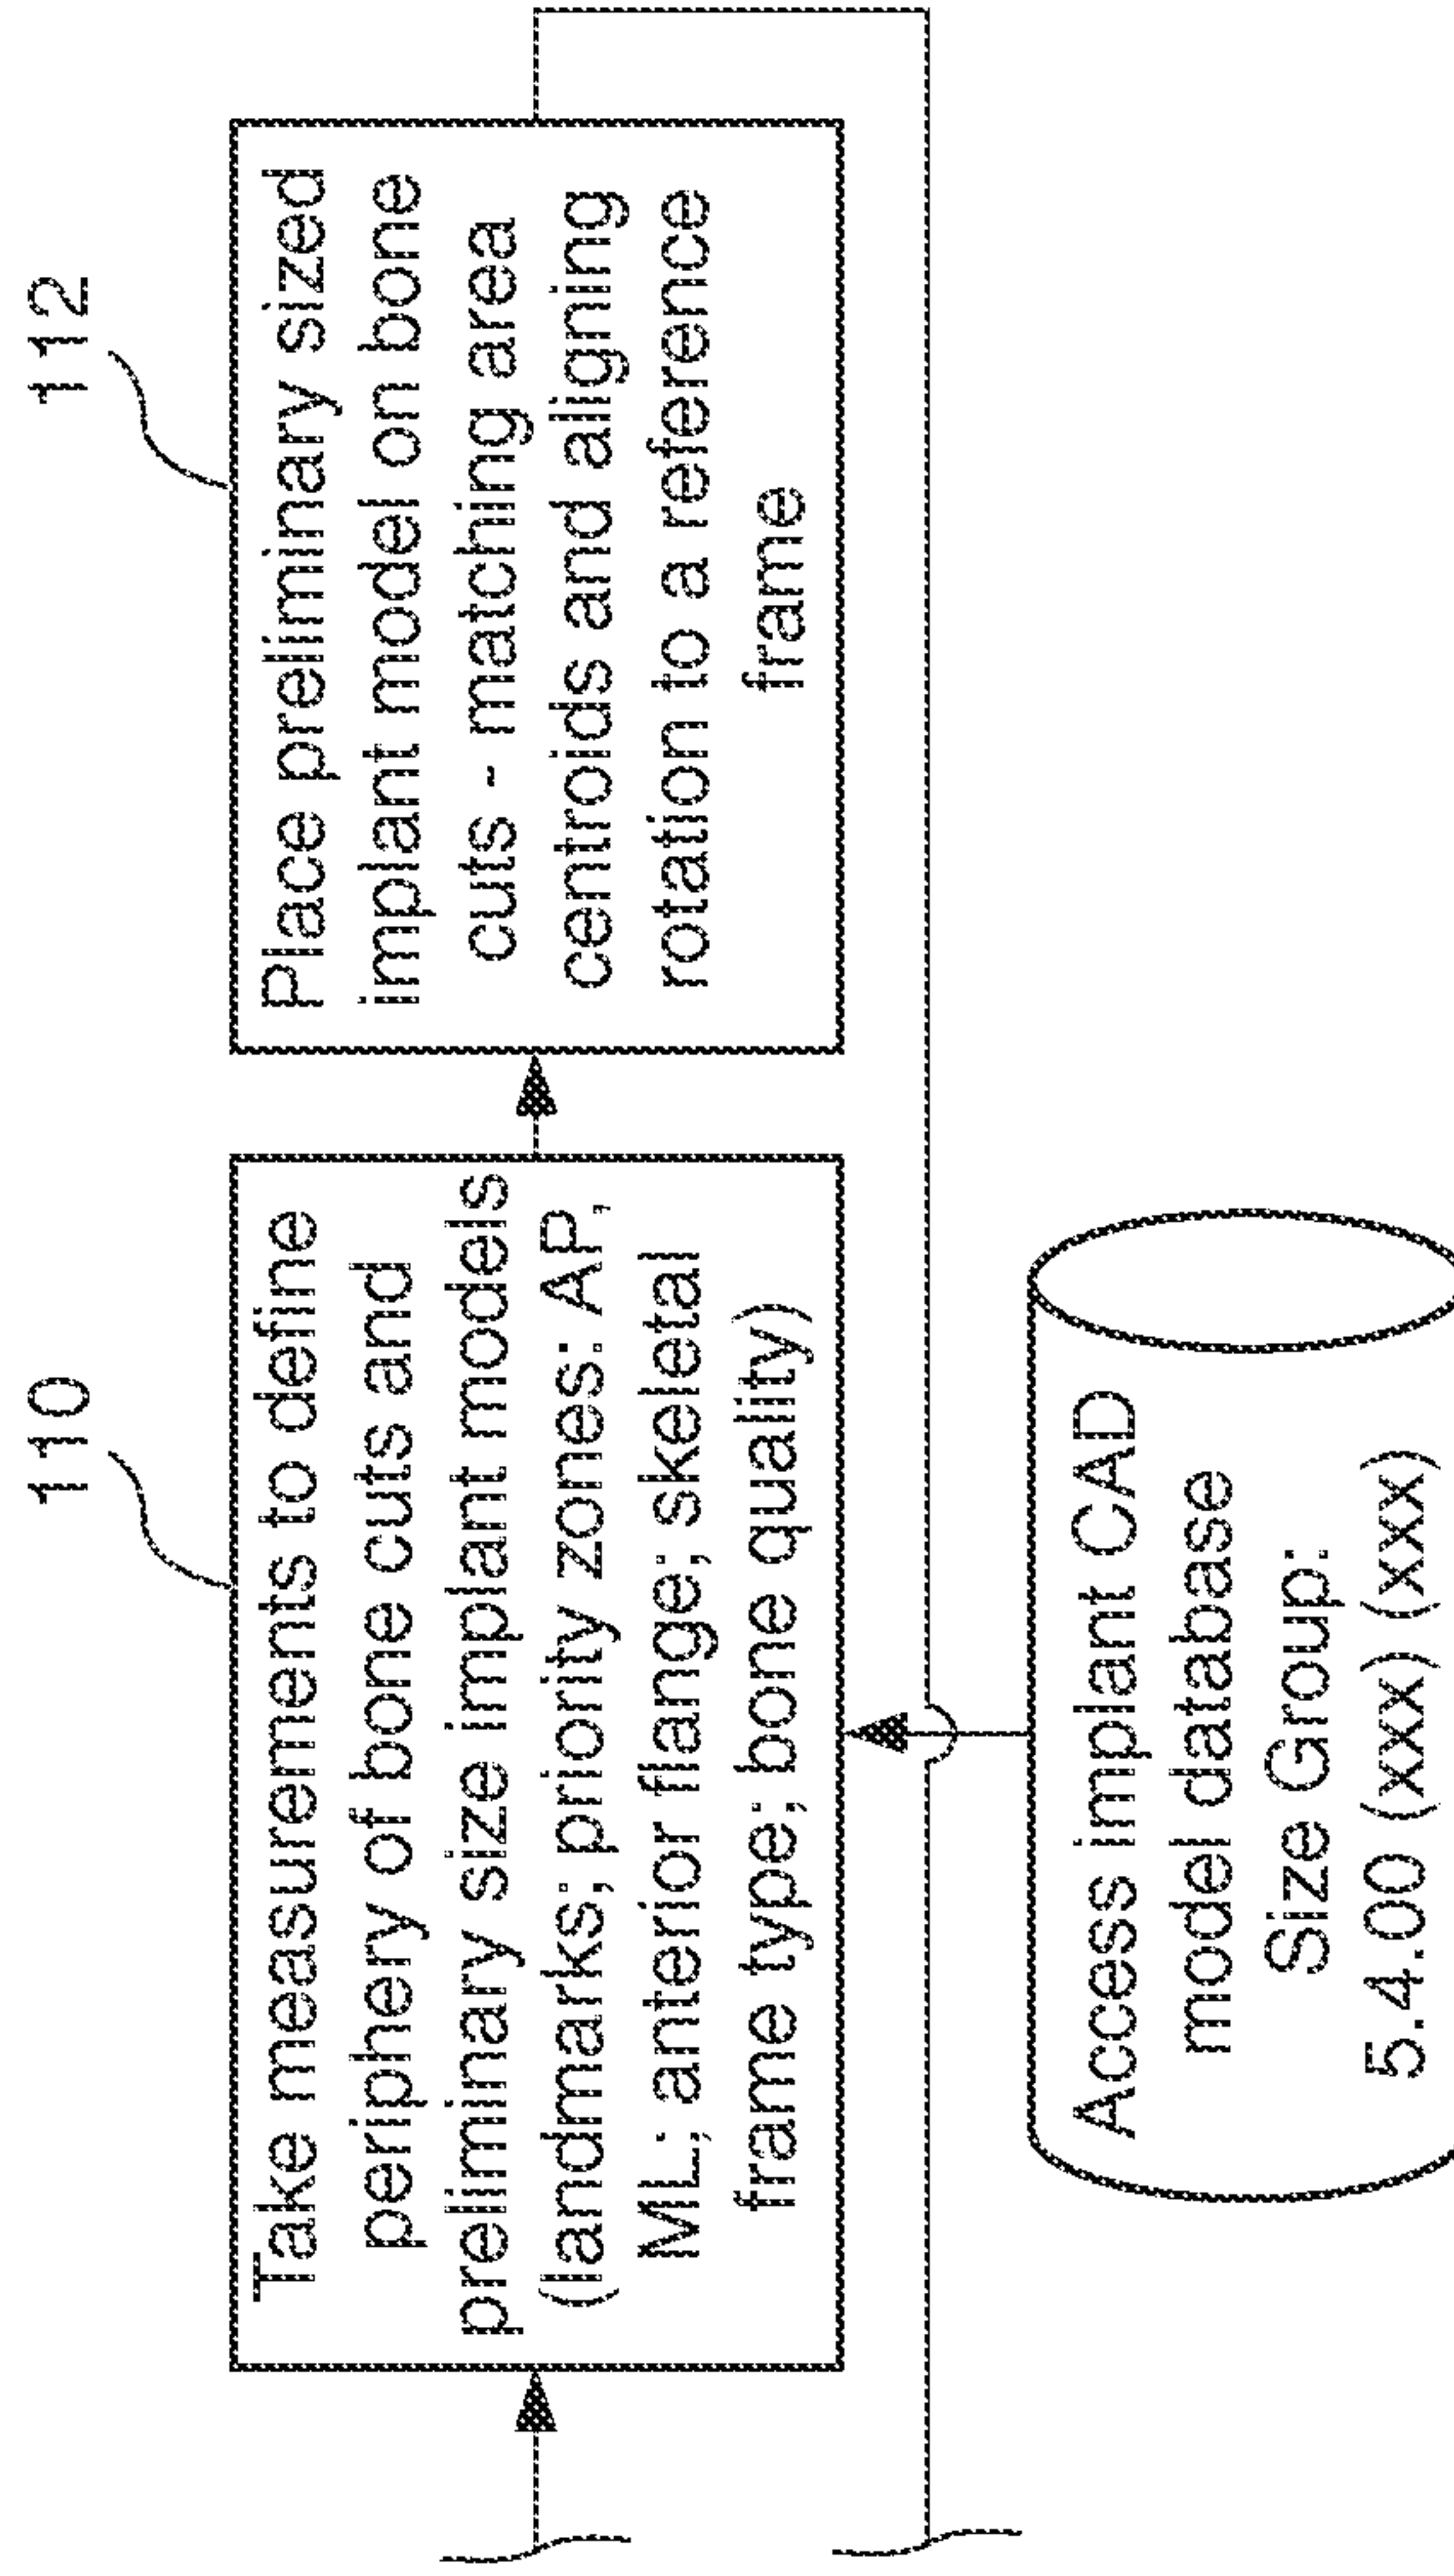 110
Take measurements to define
periphery of bone cuts and
preliminary size implant models
(landmarks; priority zones: AP,
ML; anterior flange; skeletal
frame type; bone quality)
112
Place preliminary sized
implant model on bone
cuts - matching area
centroids and aligning
rotation to a reference
frame
Access implant CAD
model database
Size Group:
5.4.00 (xxx) (xxx)